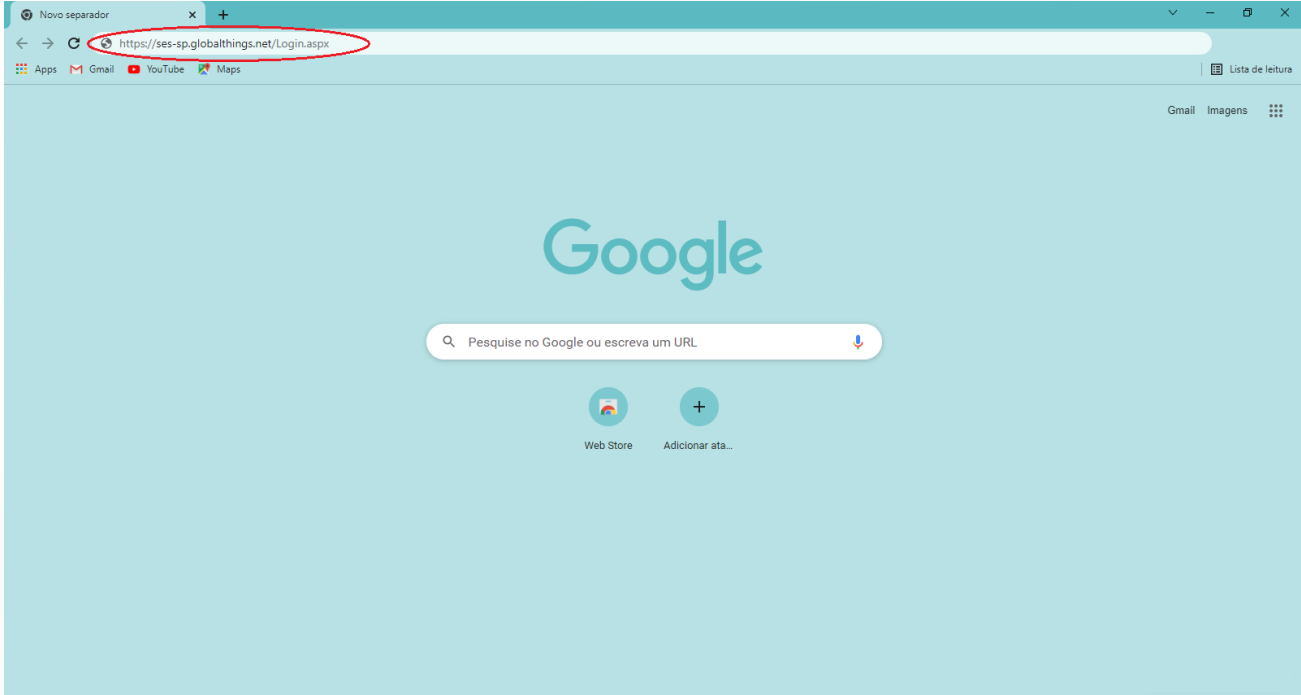 Novo separador
https://ses-sp.globalthings.net/Login.aspx
Apps Gmail YouTube Maps Lista de leitura
Gmail Imagens
Google
Pesquise no Google ou escreva um URL
Web Store Adicionar ata...